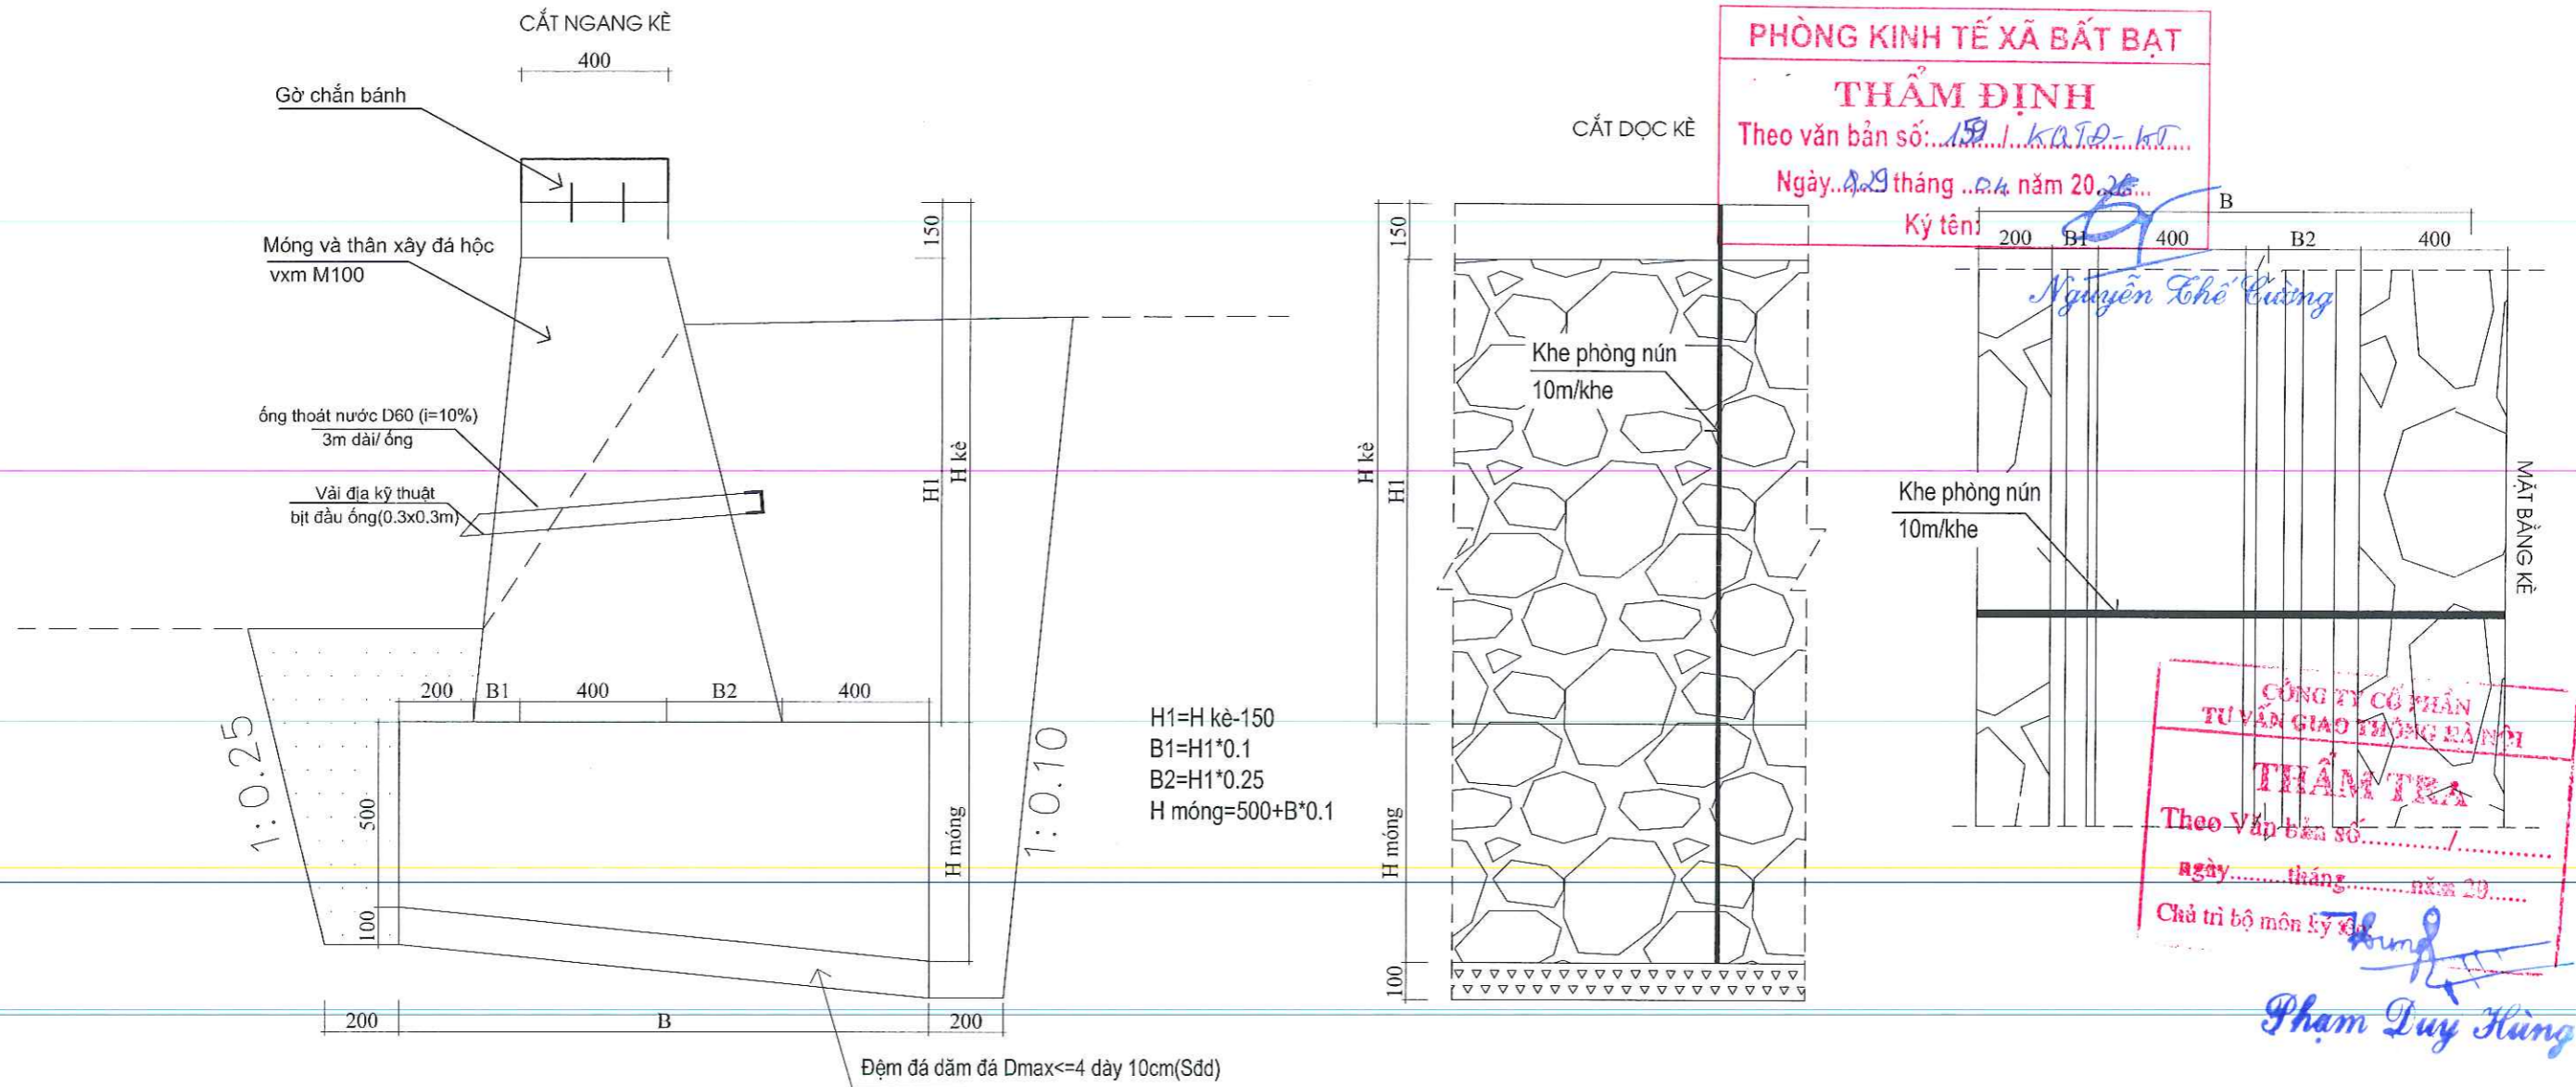 CẮT NGANG KÈ
400
Gờ chắn bánh
Móng và thân xây đá hộc
vxm M100
ống thoát nước D60 (i=10%)
3m dài/ ống
Vải địa kỹ thuật
bịt đầu ống(0.3x0.3m)
150
H1
H kè
H móng
200 B1 400 B2 400
500
100
1:0.25
1:0.10
200 B 200
Đệm đá dăm đá Dmax<=4 dày 10cm(Sđd)
H1=H kè-150
B1=H1*0.1
B2=H1*0.25
H móng=500+B*0.1
CẮT DỌC KÈ
150
H kè
H1
H móng
100
Khe phòng nún
10m/khe
PHÒNG KINH TẾ XÃ BẤT BẠT
THẨM ĐỊNH
Theo văn bản số: 159 / KQTĐ-KT
Ngày 29 tháng 04 năm 20 26
Ký tên:
Nguyễn Thế Cường
B
200 B1 400 B2 400
Khe phòng nún
10m/khe
MẶT BẰNG KÈ
CÔNG TY CỔ PHẦN
TƯ VẤN GIAO THÔNG HÀ NỘI
THẨM TRA
Theo Văn bản số............/..............
ngày.........tháng.........năm 20......
Chủ trì bộ môn ký tên
Phạm Duy Hùng